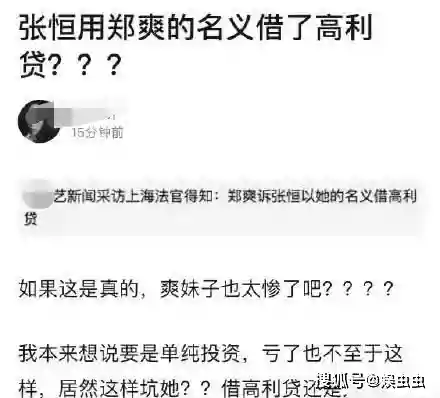 张恒用郑爽的名义借了高利
贷？？？
15分钟前
艺新闻采访上海法官得知：郑爽诉张恒以她的名义借高利
贷
如果这是真的，爽妹子也太惨了吧？？？？
我本来想说要是单纯投资，亏了也不至于这
样，居然这样坑她？？借高利贷还是，
搜狐号@娱虫虫